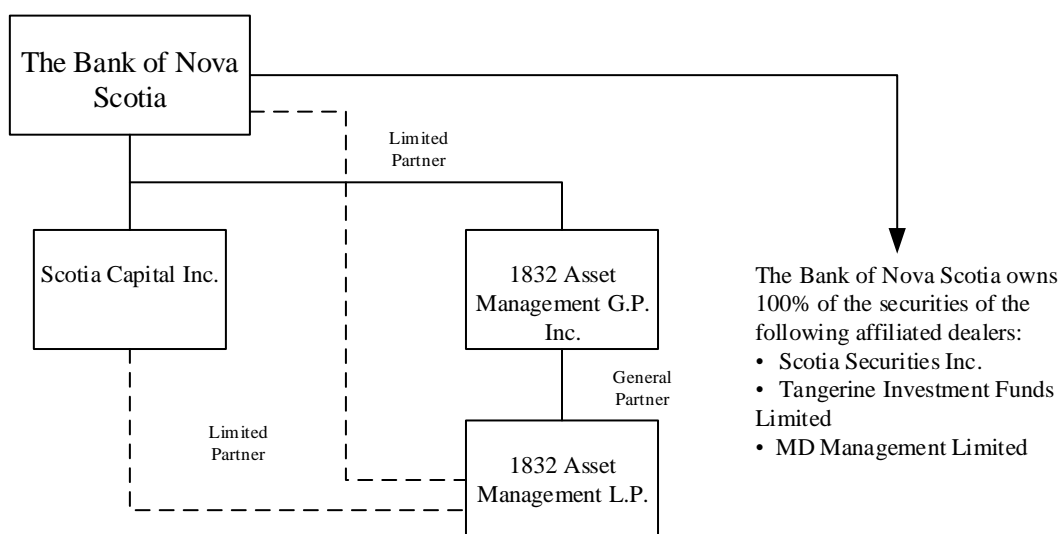 The Bank of Nova
Scotia
Limited
Partner
Scotia Capital Inc.
1832 Asset
Management G.P.
Inc.
General
Partner
Limited
Partner
1832 Asset
Management L.P.
The Bank of Nova Scotia owns
100% of the securities of the
following affiliated dealers:
• Scotia Securities Inc.
• Tangerine Investment Funds
Limited
• MD Management Limited